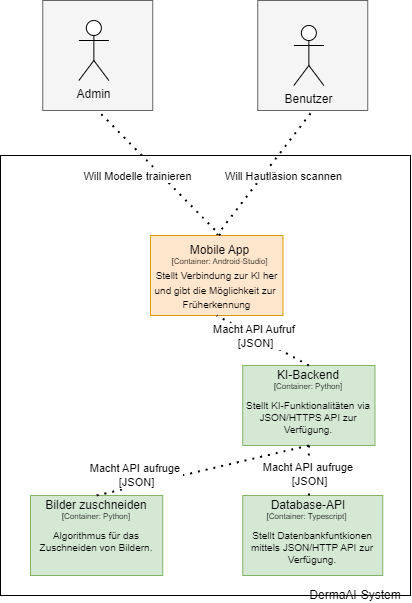 Admin
Benutzer
Will Modelle trainieren
Will Hautläsion scannen
Mobile App
[Container: Android-Studio]
Stellt Verbindung zur KI her
und gibt die Möglichkeit zur
Früherkennung
Macht API Aufruf
[JSON]
KI-Backend
[Container: Python]
Stellt KI-Funktionalitäten via
JSON/HTTPS API zur
Verfügung.
Macht API aufruge
[JSON]
Macht API aufruge
[JSON]
Bilder zuschneiden
[Container: Python]
Algorithmus für das
Zuschneiden von Bildern.
Database-API
[Container: Typescript]
Stellt Datenbankfuntkionen
mittels JSON/HTTP API zur
Verfügung.
DermaAI-System